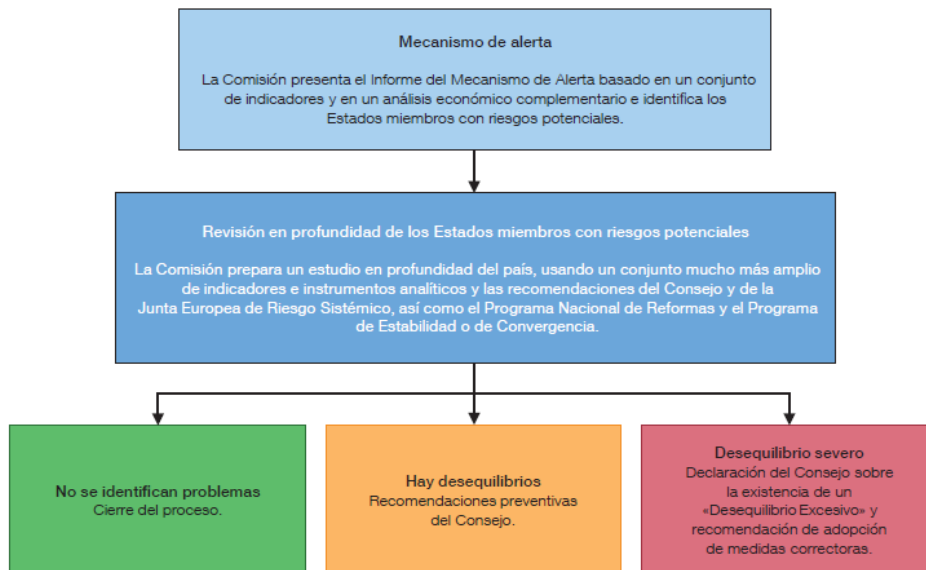 Mecanismo de alerta
La Comisión presenta el Informe del Mecanismo de Alerta basado en un conjunto
de indicadores y en un análisis económico complementario e identifica los
Estados miembros con riesgos potenciales.
Revisión en profundidad de los Estados miembros con riesgos potenciales
La Comisión prepara un estudio en profundidad del país, usando un conjunto mucho más amplio
de indicadores e instrumentos analíticos y las recomendaciones del Consejo y de la
Junta Europea de Riesgo Sistémico, así como el Programa Nacional de Reformas y el Programa
de Estabilidad o de Convergencia.
No se identifican problemas
Cierre del proceso.
Hay desequilibrios
Recomendaciones preventivas
del Consejo.
Desequilibrio severo
Declaración del Consejo sobre
la existencia de un
«Desequilibrio Excesivo» y
recomendación de adopción
de medidas correctoras.